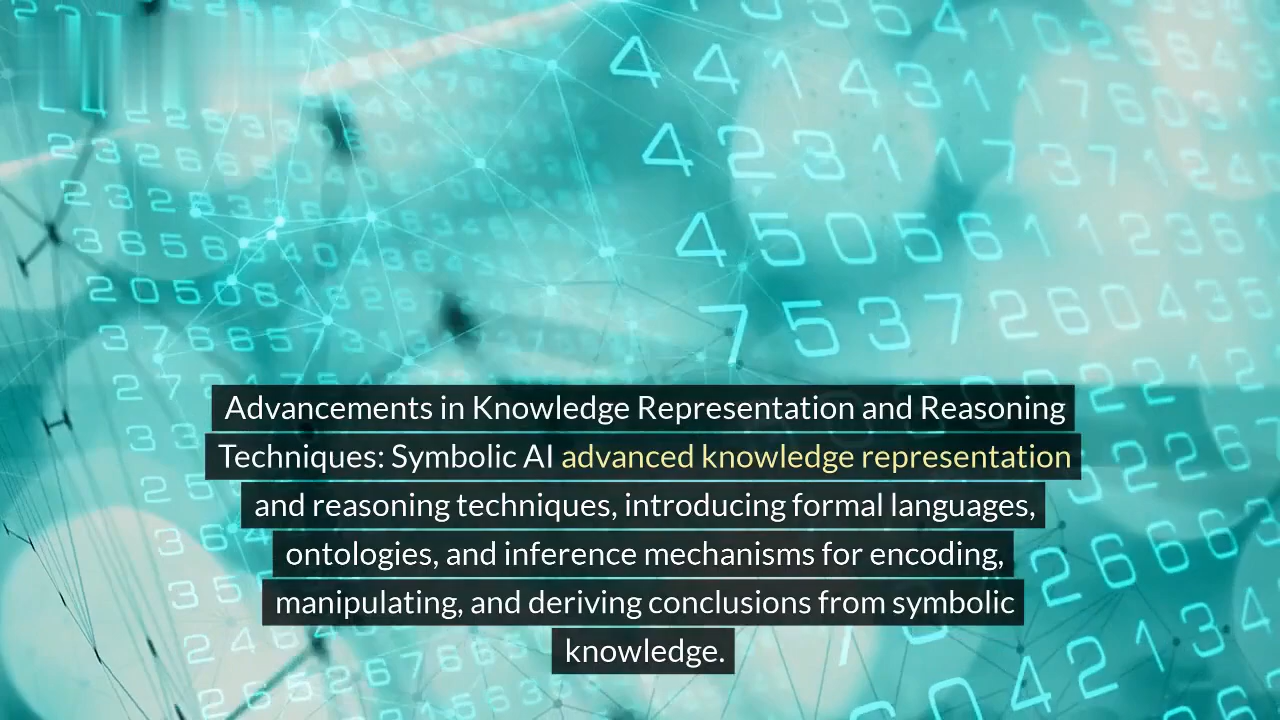 Advancements in Knowledge Representation and Reasoning
Techniques: Symbolic AI advanced knowledge representation
and reasoning techniques, introducing formal languages,
ontologies, and inference mechanisms for encoding,
manipulating, and deriving conclusions from symbolic
knowledge.